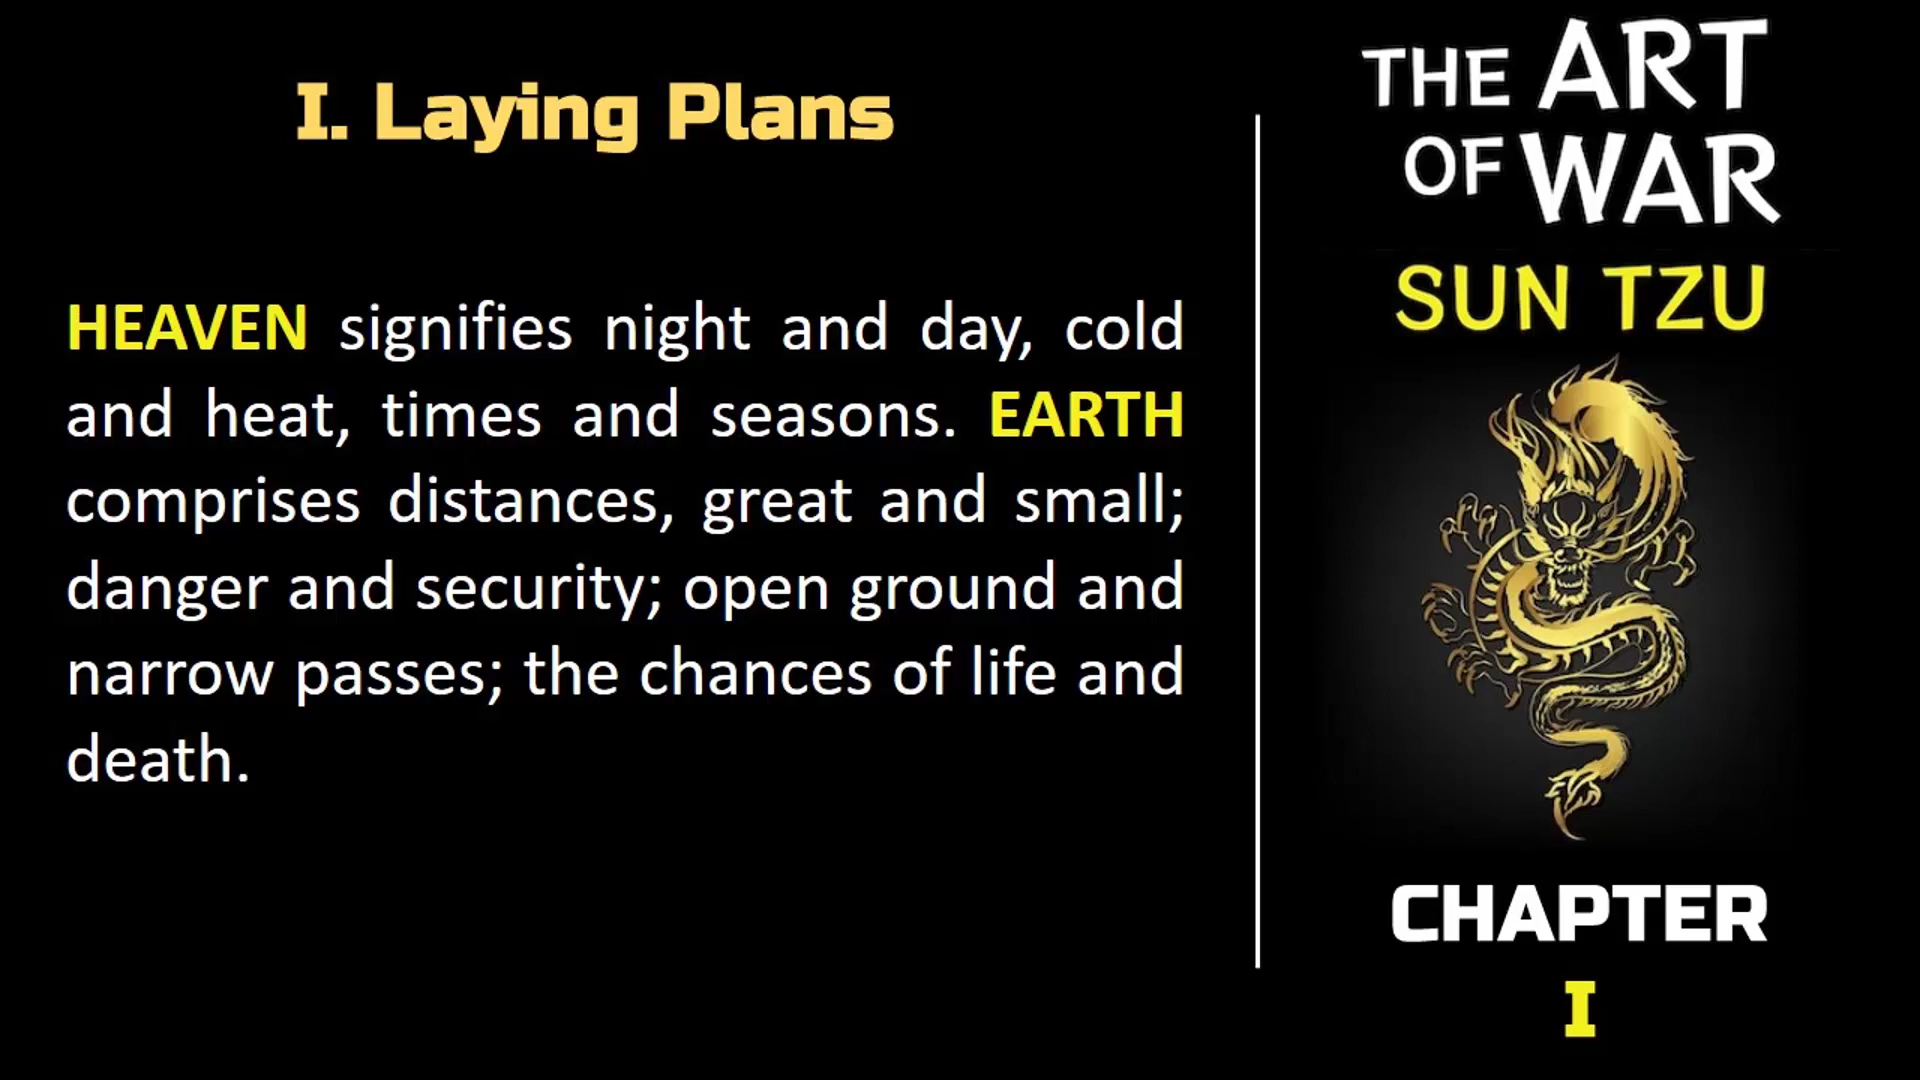 I. Laying Plans
HEAVEN signifies night and day, cold
and heat, times and seasons. EARTH
comprises distances, great and small;
danger and security; open ground and
narrow passes; the chances of life and
death.
THE ART
OF WAR
SUN TZU
CHAPTER
I